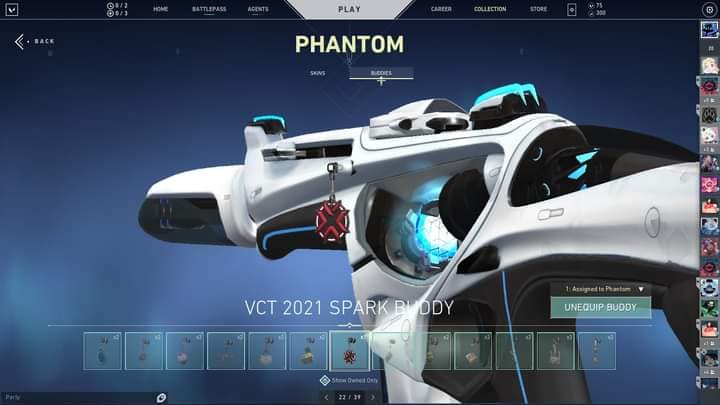 0 / 2
0 / 3
HOME
BATTLEPASS
AGENTS
PLAY
CAREER
COLLECTION
STORE
75
300
BACK
PHANTOM
SKINS
BUDDIES
VCT 2021 SPARK BUDDY
1: Assigned to Phantom
UNEQUIP BUDDY
Show Owned Only
22 / 39
Party